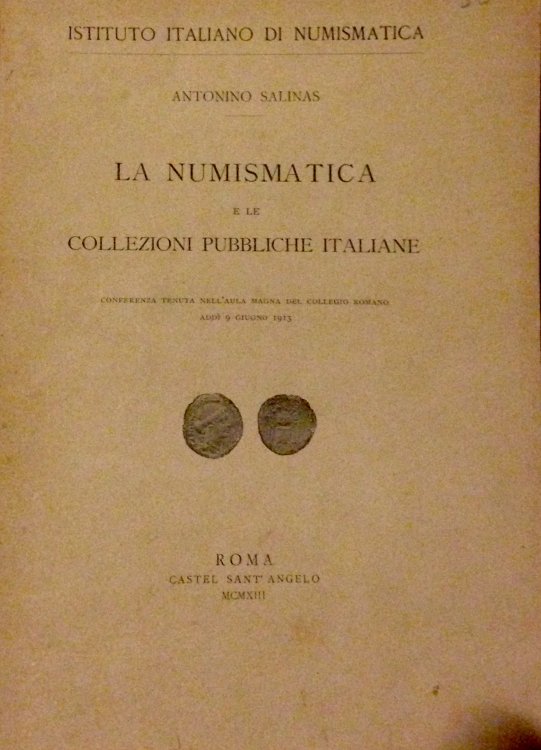 ISTITUTO ITALIANO DI NUMISMATICA
ANTONINO SALINAS
LA NUMISMATICA
E LE
COLLEZIONI PUBBLICHE ITALIANE
CONFERENZA TENUTA NELL'AULA MAGNA DEL COLLEGIO ROMANO
ADDÌ 9 GIUGNO 1913
ROMA
CASTEL SANT'ANGELO
MCMXIII